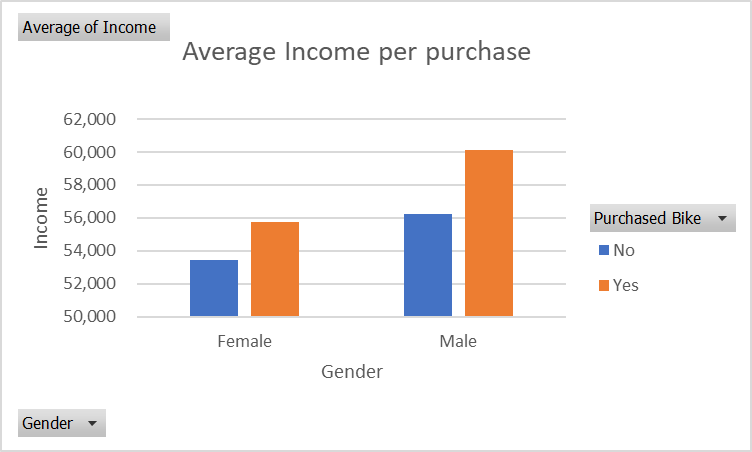 Average of Income
Average Income per purchase
62,000
60,000
58,000
56,000
54,000
52,000
50,000
Income
Female
Male
Gender
Purchased Bike
No
Yes
Gender